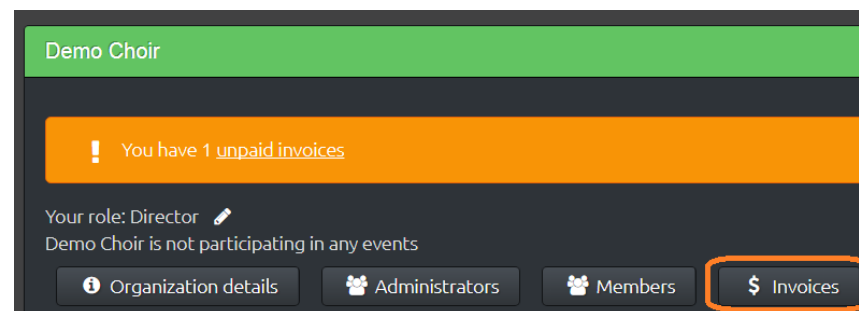 Demo Choir
You have 1 unpaid invoices
Your role: Director
Demo Choir is not participating in any events
Organization details Administrators Members $ Invoices